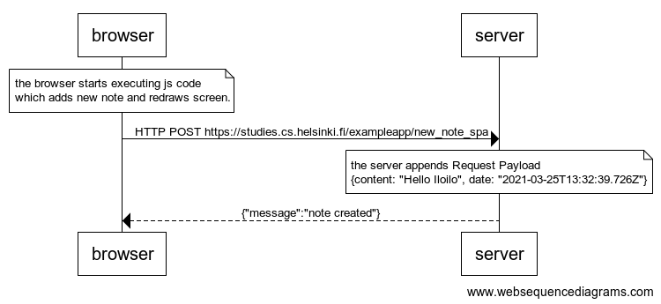 browser
server
the browser starts executing js code
which adds new note and redraws screen.
HTTP POST https://studies.cs.helsinki.fi/exampleapp/new_note_spa
the server appends Request Payload
{content: "Hello Iloilo", date: "2021-03-25T13:32:39.726Z"}
{"message":"note created"}
browser
server
www.websequencediagrams.com